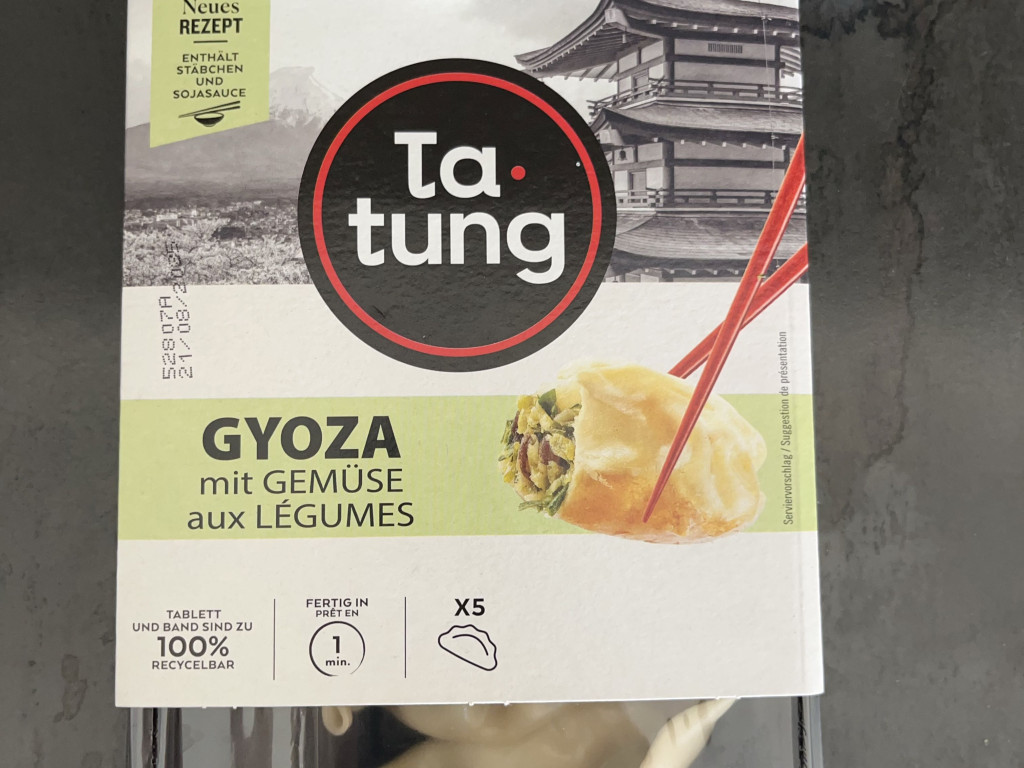 Neues
REZEPT
ENTHÄLT
STÄBCHEN
UND
SOJASAUCE
Ta
tung
52807A
21/08/2025
GYOZA
mit GEMÜSE
aux LÉGUMES
Serviervorschlag / Suggestion de présentation
TABLETT
UND BAND SIND ZU
100%
RECYCELBAR
FERTIG IN
PRÊT EN
1
min.
X5